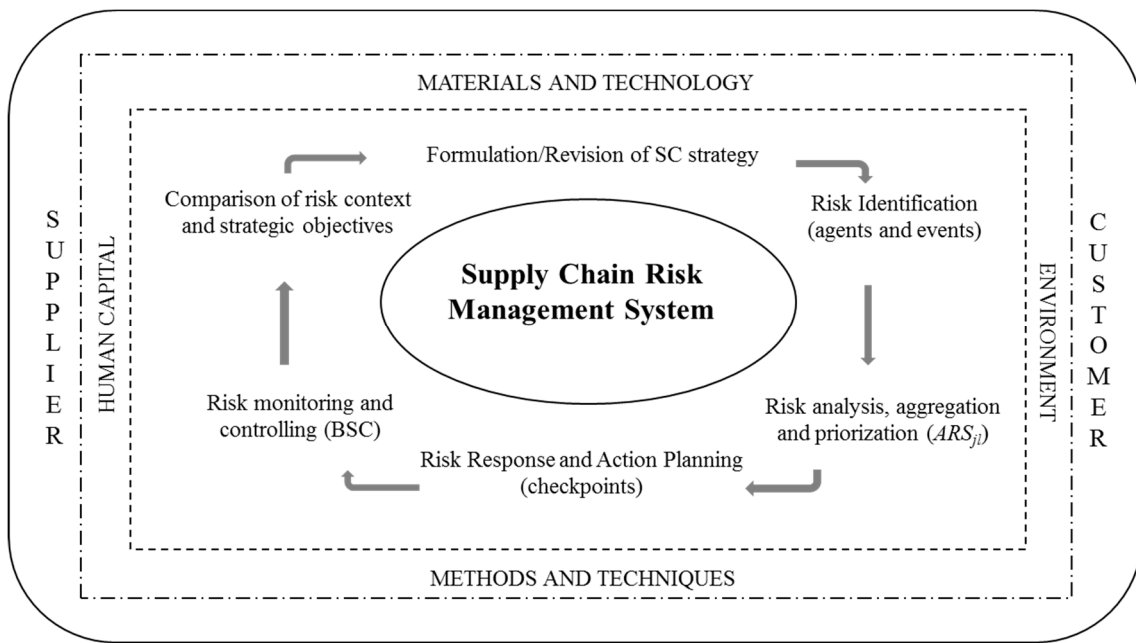 MATERIALS AND TECHNOLOGY
Formulation/Revision of SC strategy
Comparison of risk context
and strategic objectives
Risk Identification
(agents and events)
SUPPLIER
HUMAN CAPITAL
Supply Chain Risk
Management System
ENVIRONMENT
CUSTOMER
Risk monitoring and
controlling (BSC)
Risk analysis, aggregation
and priorization (ARSjl)
Risk Response and Action Planning
(checkpoints)
METHODS AND TECHNIQUES